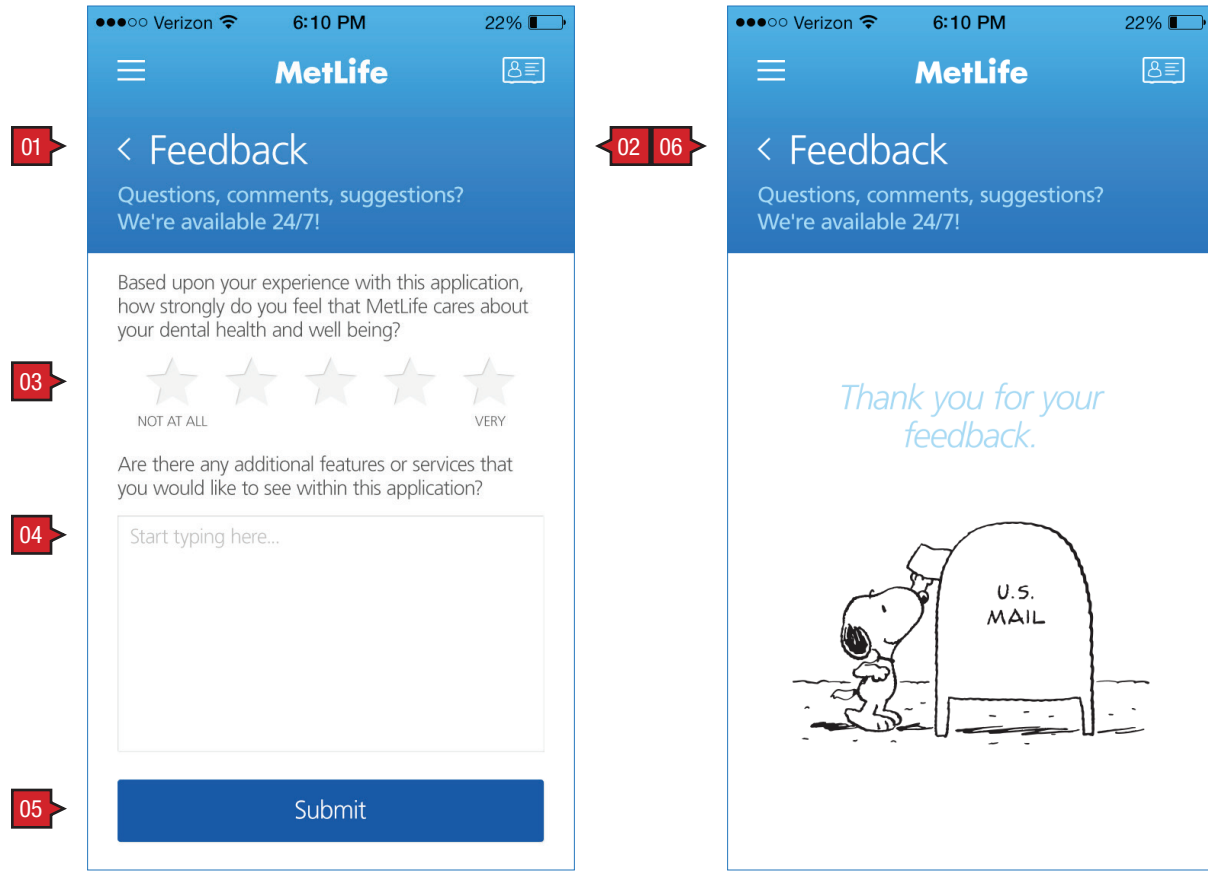 ●●●○○ Verizon 6:10 PM 22%
MetLife
01
< Feedback
Questions, comments, suggestions?
We're available 24/7!
Based upon your experience with this application,
how strongly do you feel that MetLife cares about
your dental health and well being?
03
NOT AT ALL VERY
Are there any additional features or services that
you would like to see within this application?
04
Start typing here...
05
Submit
●●●○○ Verizon 6:10 PM 22%
MetLife
02 06
< Feedback
Questions, comments, suggestions?
We're available 24/7!
Thank you for your
feedback.
U.S.
MAIL